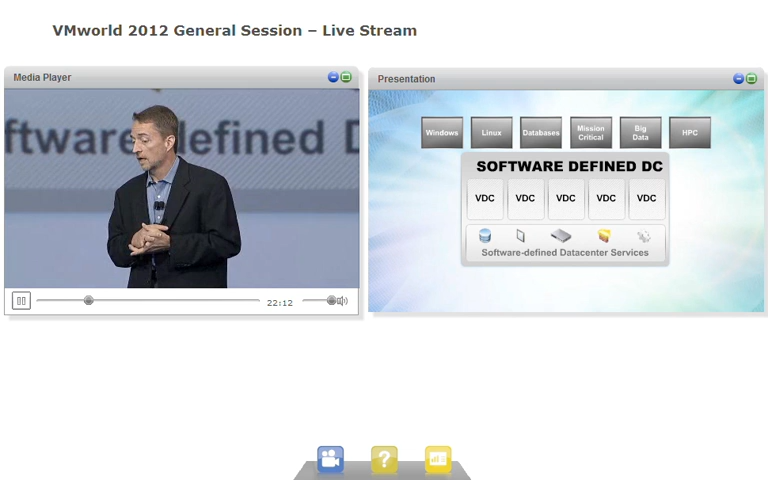 VMworld 2012 General Session – Live Stream
Media Player
ftware defined D
22:12
Presentation
Windows
Linux
Databases
Mission
Critical
Big
Data
HPC
SOFTWARE DEFINED DC
VDC
VDC
VDC
VDC
VDC
Software-defined Datacenter Services
?